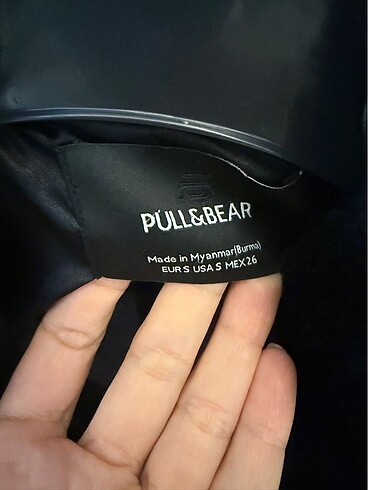 PULL&BEAR
Made in Myanmar(Burma)
EUR S USA S MEX 26